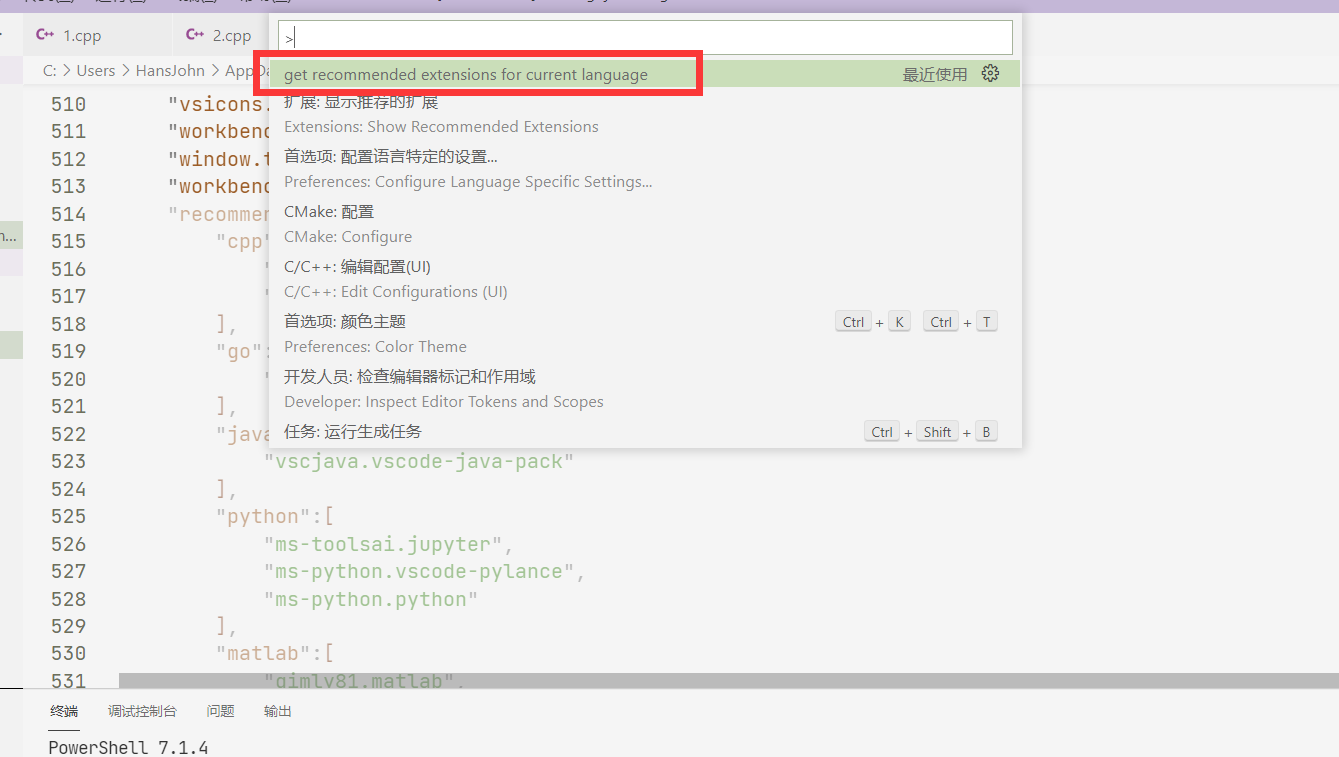 1.cpp
2.cpp
>
C: > Users > HansJohn >
get recommended extensions for current language
最近使用
扩展: 显示推荐的扩展
Extensions: Show Recommended Extensions
首选项: 配置语言特定的设置...
Preferences: Configure Language Specific Settings...
CMake: 配置
CMake: Configure
C/C++: 编辑配置(UI)
C/C++: Edit Configurations (UI)
首选项: 颜色主题
Ctrl + K Ctrl + T
Preferences: Color Theme
开发人员: 检查编辑器标记和作用域
Developer: Inspect Editor Tokens and Scopes
任务: 运行生成任务
Ctrl + Shift + B
510 "vsicons.
511 "workbenc
512 "window.t
513 "workbenc
514 "recommen
515 "cpp"
516 "
517 "
518 ],
519 "go":
520 "
521 ],
522 "java
523 "vscjava.vscode-java-pack"
524 ],
525 "python":[
526 "ms-toolsai.jupyter",
527 "ms-python.vscode-pylance",
528 "ms-python.python"
529 ],
530 "matlab":[
531 "gimly81.matlab",
终端 调试控制台 问题 输出
PowerShell 7.1.4